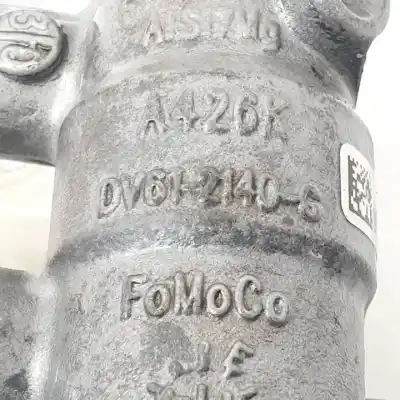 AlSi7Mg
A426K
DV61-2140-
FoMoCo